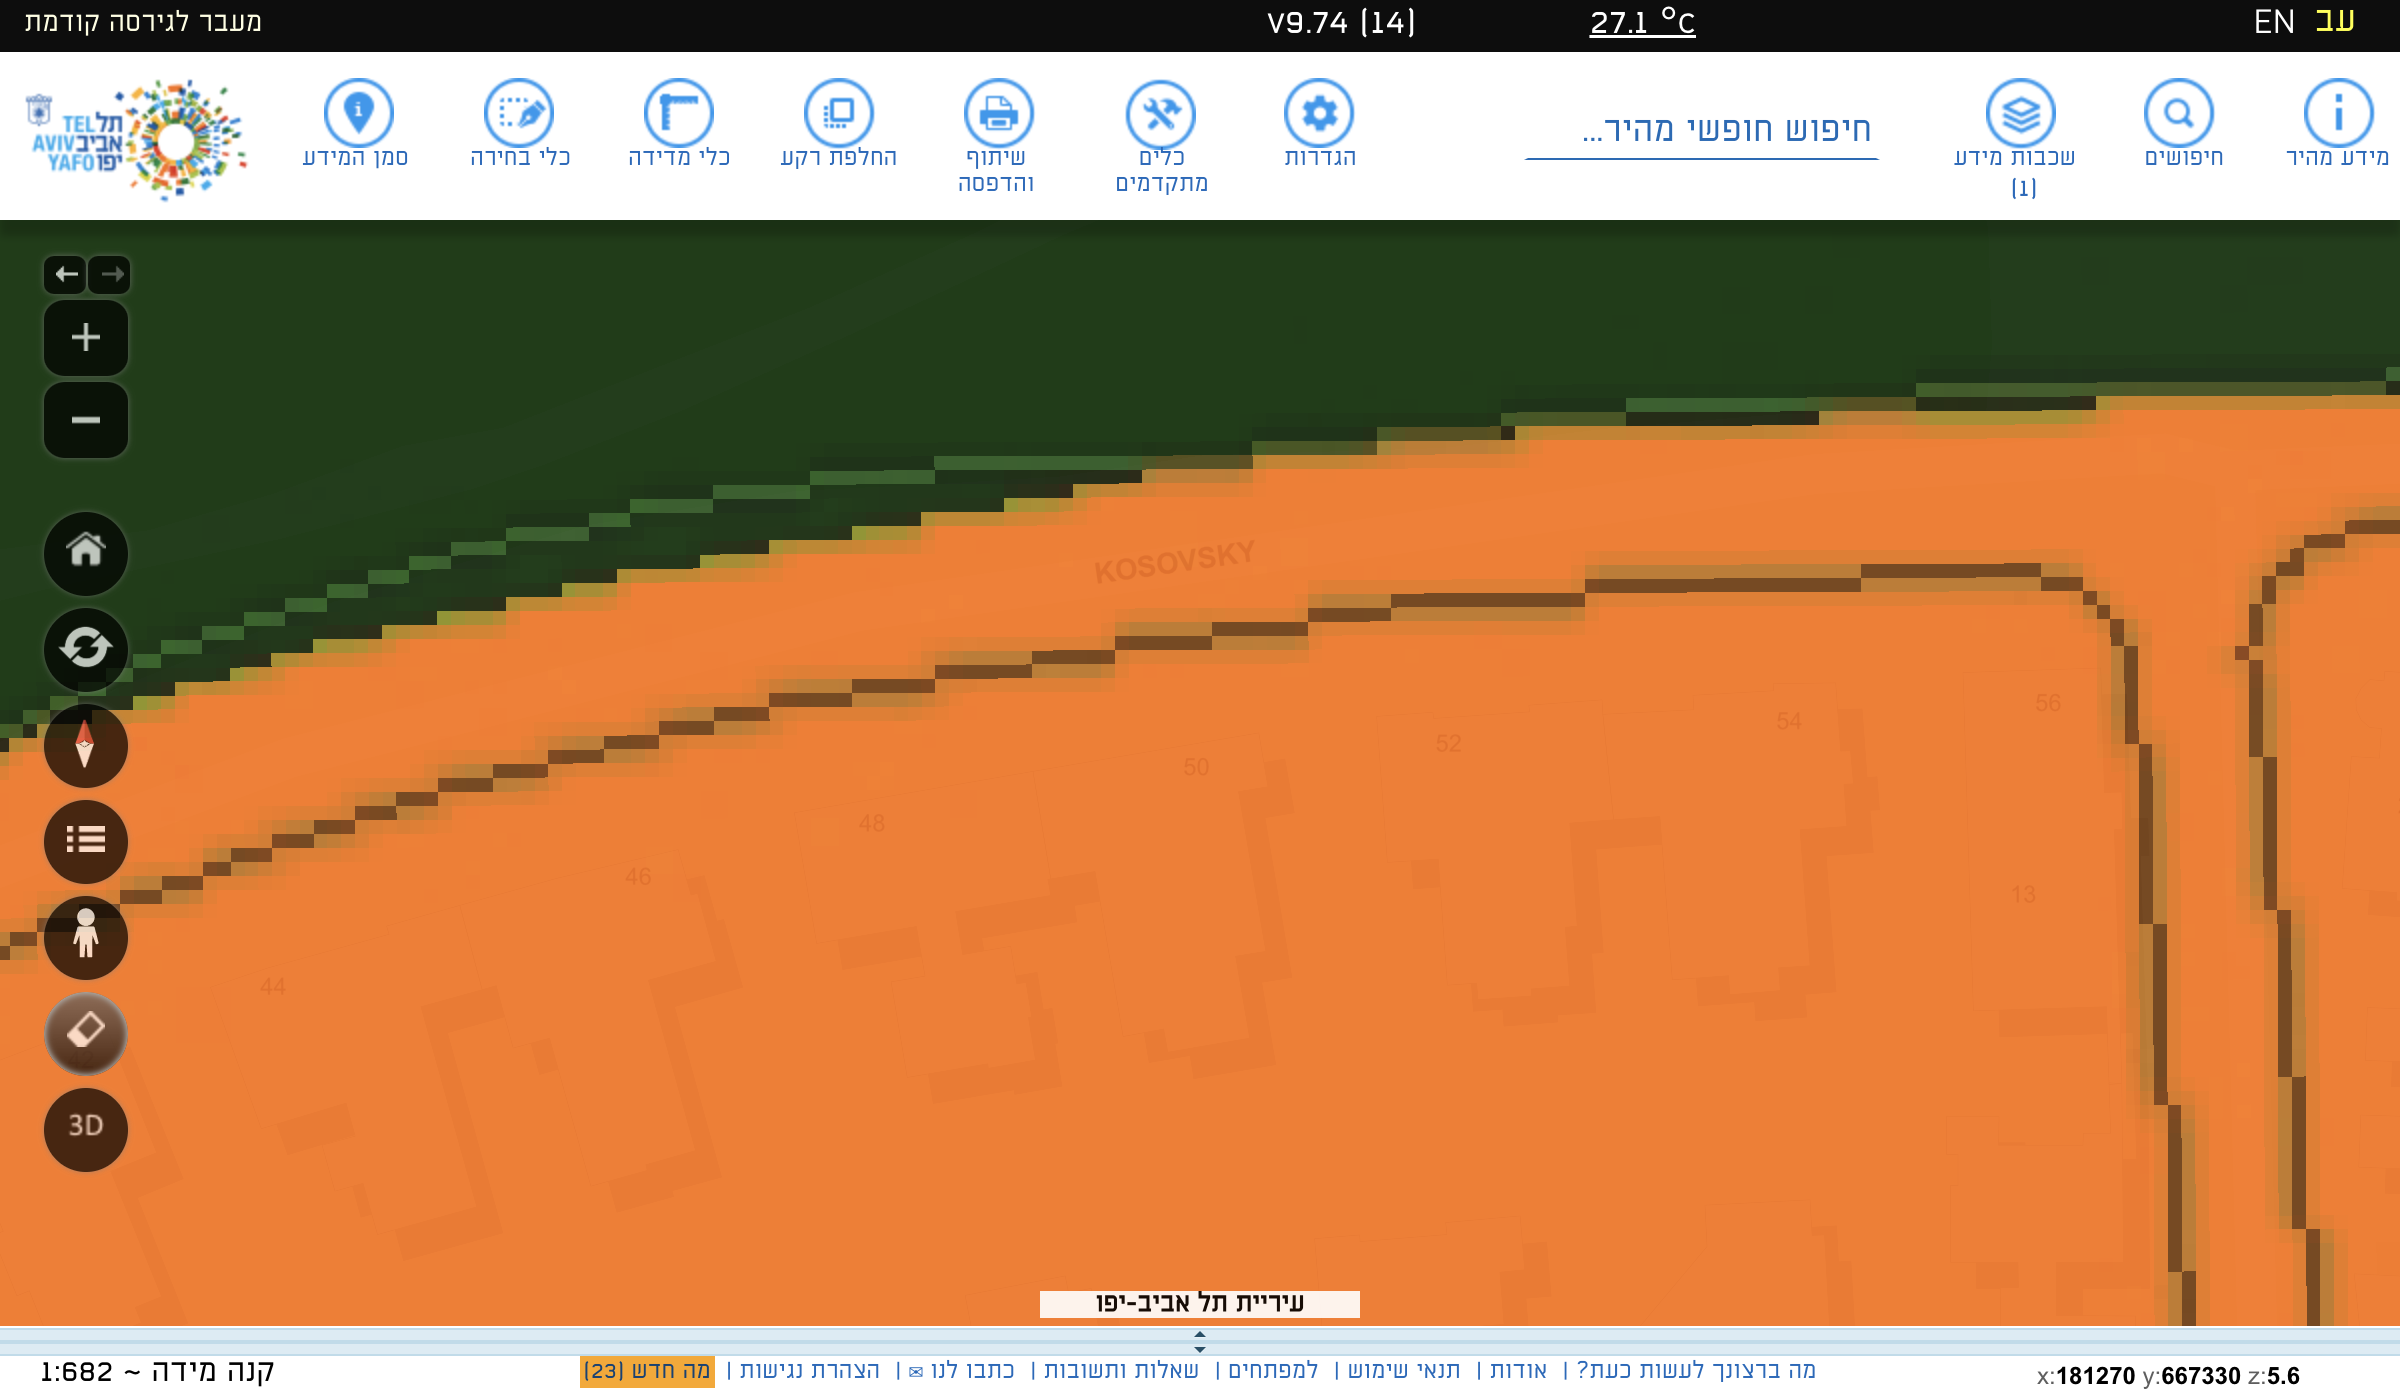 עב EN
27.1 °C
V9.74 (14)
מעבר לגירסה קודמת
מידע מהיר
חיפושים
שכבות מידע
(1)
חיפוש חופשי מהיר...
הגדרות
כלים
מתקדמים
שיתוף
והדפסה
החלפת רקע
כלי מדידה
כלי בחירה
סמן המידע
תל TEL
אביב AVIV
יפו YAFO
KOSOVSKY
56
54
52
50
48
46
44
13
3D
עיריית תל אביב-יפו
x:181270 y:667330 z:5.6
מה ברצונך לעשות כעת? | אודות | תנאי שימוש | למפתחים | שאלות ותשובות | כתבו לנו ✉ | הצהרת נגישות | מה חדש (23)
קנה מידה ~ 1:682